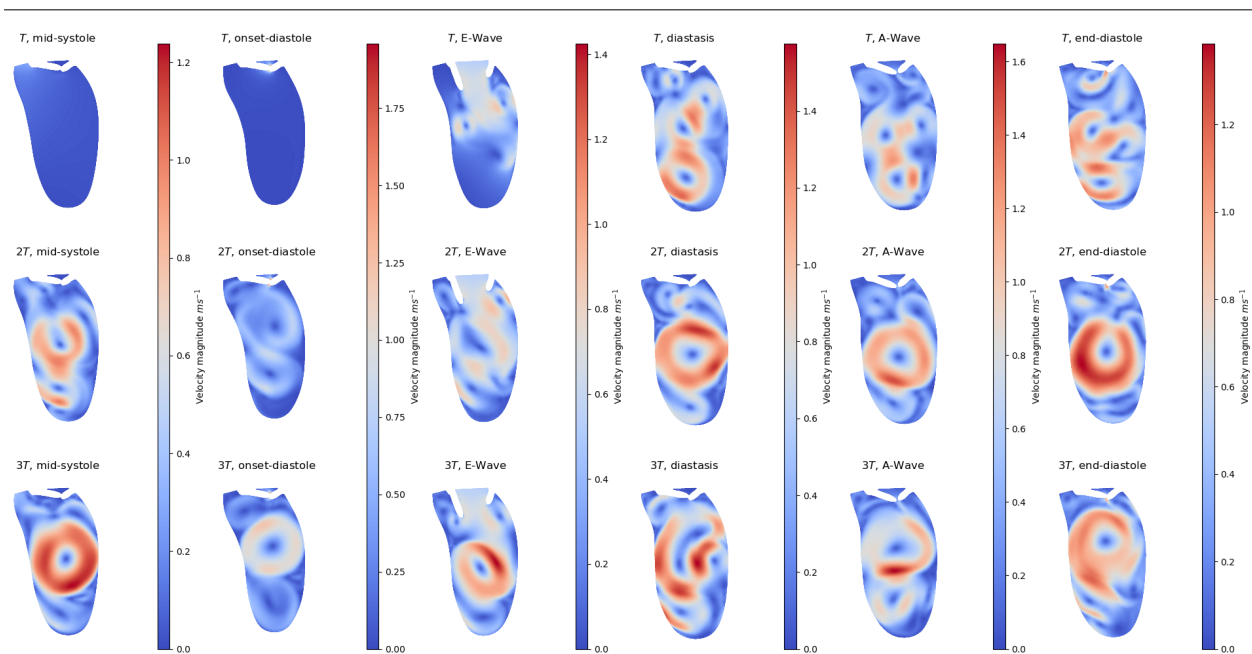 T, mid-systole
T, onset-diastole
T, E-Wave
T, diastasis
T, A-Wave
T, end-diastole
2T, mid-systole
2T, onset-diastole
2T, E-Wave
2T, diastasis
2T, A-Wave
2T, end-diastole
3T, mid-systole
3T, onset-diastole
3T, E-Wave
3T, diastasis
3T, A-Wave
3T, end-diastole
1.2
1.0
0.8
0.6
0.4
0.2
0.0
Velocity magnitude ms⁻¹
1.75
1.50
1.25
1.00
0.75
0.50
0.25
0.00
Velocity magnitude ms⁻¹
1.4
1.2
1.0
0.8
0.6
0.4
0.2
0.0
Velocity magnitude ms⁻¹
1.4
1.2
1.0
0.8
0.6
0.4
0.2
0.0
Velocity magnitude ms⁻¹
1.6
1.4
1.2
1.0
0.8
0.6
0.4
0.2
0.0
Velocity magnitude ms⁻¹
1.2
1.0
0.8
0.6
0.4
0.2
0.0
Velocity magnitude ms⁻¹